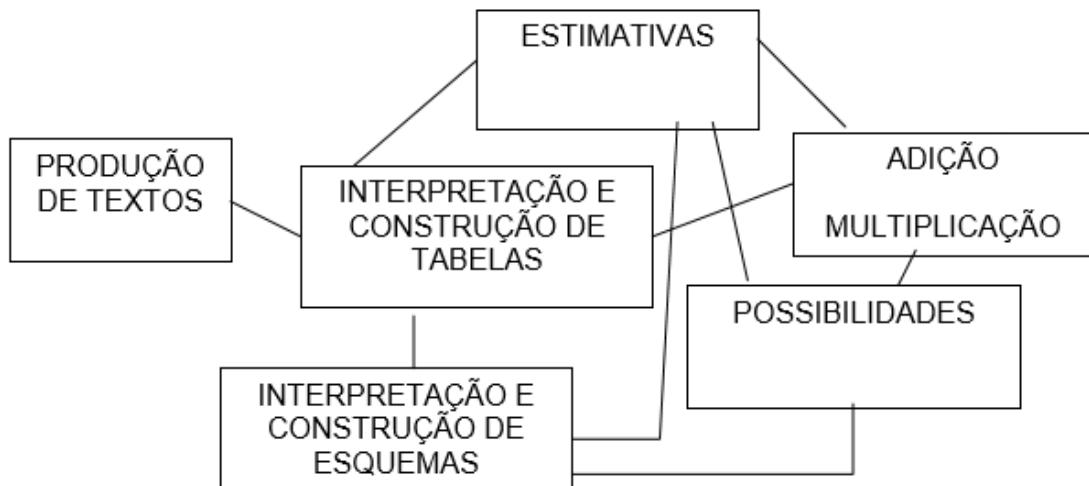 ESTIMATIVAS
PRODUÇÃO
DE TEXTOS
INTERPRETAÇÃO E
CONSTRUÇÃO DE
TABELAS
ADIÇÃO
MULTIPLICAÇÃO
POSSIBILIDADES
INTERPRETAÇÃO E
CONSTRUÇÃO DE
ESQUEMAS